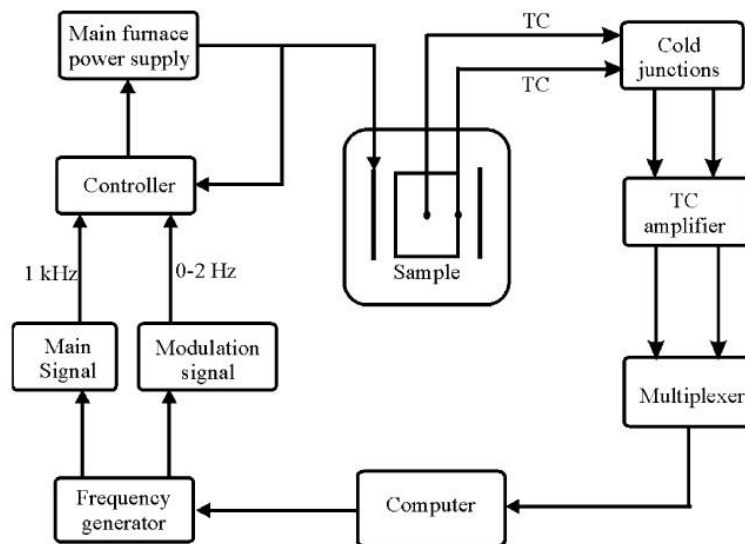 Main furnace
power supply
TC
TC
Cold
junctions
Controller
TC
amplifier
Sample
1 kHz
0-2 Hz
Main
Signal
Modulation
signal
Multiplexer
Frequency
generator
Computer